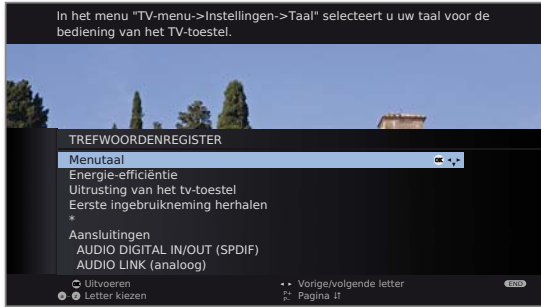 In het menu "TV-menu->Instellingen->Taal" selecteert u uw taal voor de
bediening van het TV-toestel.
TREFWOORDENREGISTER
Menutaal OK
Energie-efficiëntie
Uitrusting van het tv-toestel
Eerste ingebruikneming herhalen
*
Aansluitingen
AUDIO DIGITAL IN/OUT (SPDIF)
AUDIO LINK (analoog)
OK Uitvoeren
Vorige/volgende letter
END
Letter kiezen
P+ P- Pagina